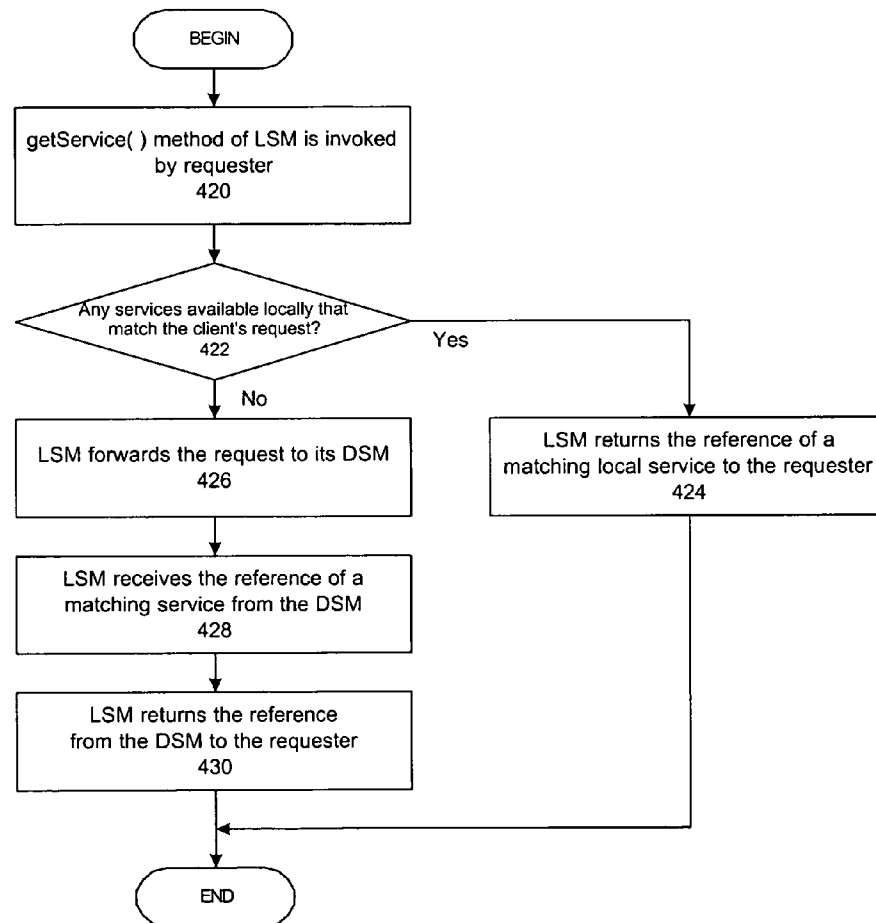 BEGIN
getService( ) method of LSM is invoked
by requester
420
Any services available locally that
match the client's request?
422
Yes
No
LSM forwards the request to its DSM
426
LSM returns the reference of a
matching local service to the requester
424
LSM receives the reference of a
matching service from the DSM
428
LSM returns the reference
from the DSM to the requester
430
END